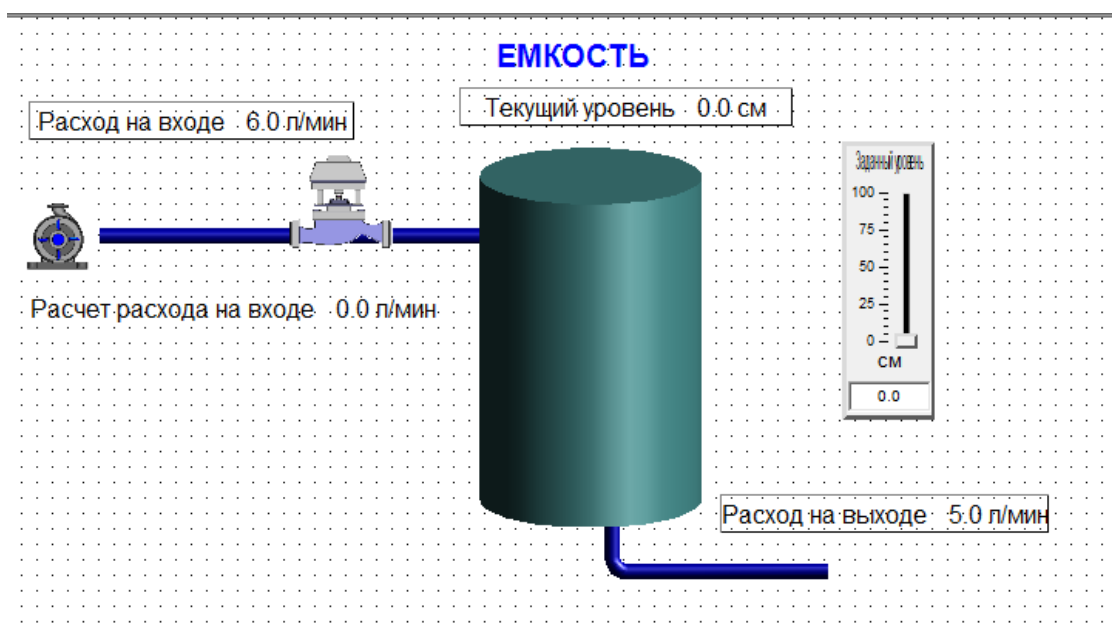 ЕМКОСТЬ
Текущий уровень 0.0 см
Расход на входе 6.0 л/мин
Заданный уровень
100
75
50
25
0
см
0.0
Расчет расхода на входе 0.0 л/мин
Расход на выходе 5.0 л/мин